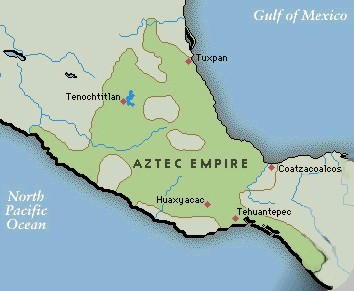 Gulf of Mexico
Tuxpan
Tenochtitlan
AZTEC EMPIRE
Coatzacoalcos
North
Pacific
Ocean
Huaxyacac
Tehuantepec